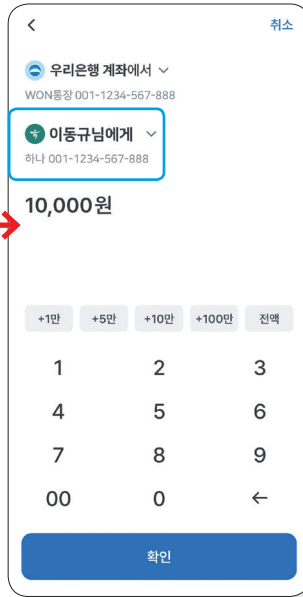 취소
우리은행 계좌에서
WON통장 001-1234-567-888
이동규님에게
하나 001-1234-567-888
10,000원
+1만 +5만 +10만 +100만 전액
1 2 3
4 5 6
7 8 9
00 0 ←
확인